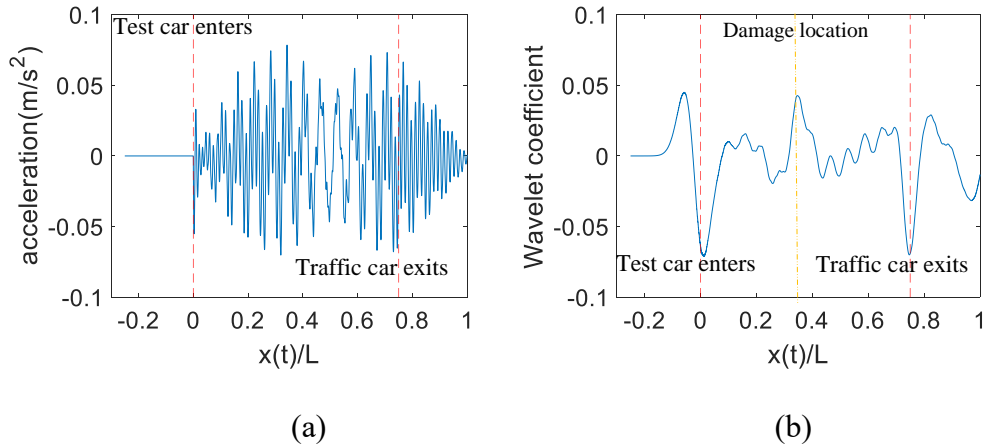 Test car enters
acceleration(m/s²)
0.1
0.05
0
-0.05
-0.1
Traffic car exits
-0.2 0 0.2 0.4 0.6 0.8 1
x(t)/L
(a)
Damage location
Wavelet coefficient
0.1
0.05
0
-0.05
-0.1
Test car enters Traffic car exits
-0.2 0 0.2 0.4 0.6 0.8 1
x(t)/L
(b)